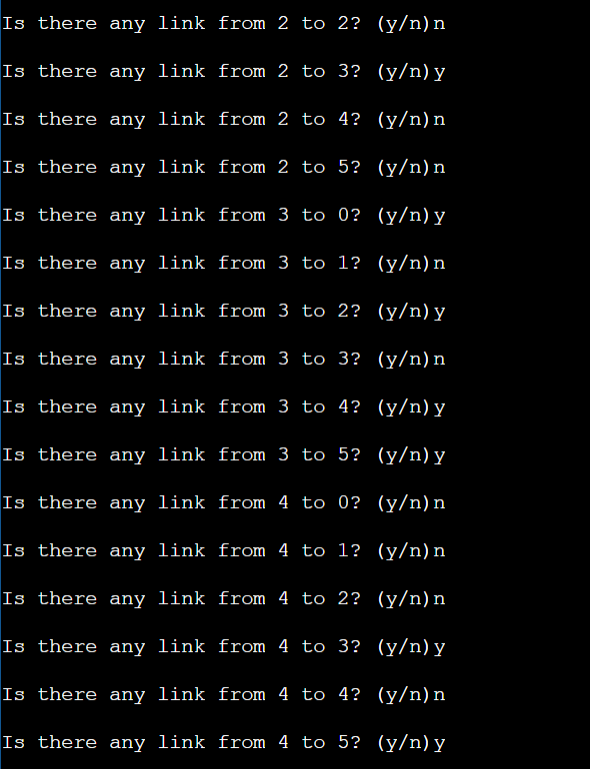 Is there any link from 2 to 2? (y/n)n
Is there any link from 2 to 3? (y/n)y
Is there any link from 2 to 4? (y/n)n
Is there any link from 2 to 5? (y/n)n
Is there any link from 3 to 0? (y/n)y
Is there any link from 3 to 1? (y/n)n
Is there any link from 3 to 2? (y/n)y
Is there any link from 3 to 3? (y/n)n
Is there any link from 3 to 4? (y/n)y
Is there any link from 3 to 5? (y/n)y
Is there any link from 4 to 0? (y/n)n
Is there any link from 4 to 1? (y/n)n
Is there any link from 4 to 2? (y/n)n
Is there any link from 4 to 3? (y/n)y
Is there any link from 4 to 4? (y/n)n
Is there any link from 4 to 5? (y/n)y